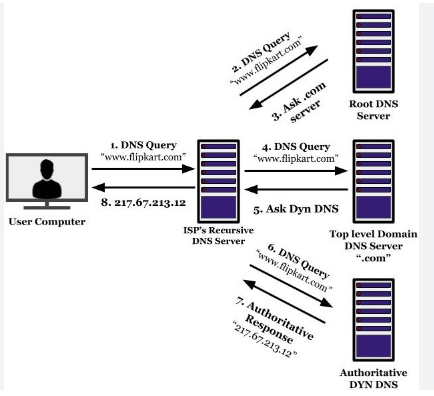 2. DNS Query
"www.flipkart.com"
3. Ask .com
server
Root DNS
Server
1. DNS Query
"www.flipkart.com"
8. 217.67.213.12
User Computer
ISP's Recursive
DNS Server
4. DNS Query
"www.flipkart.com"
5. Ask Dyn DNS
Top level Domain
DNS Server
".com"
6. DNS Query
"www.flipkart.com"
7. Authoritative
Response
"217.67.213.12"
Authoritative
DYN DNS